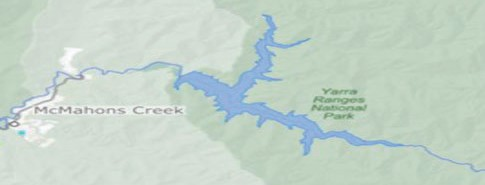 McMahons Creek
Yarra
Ranges
National
Park